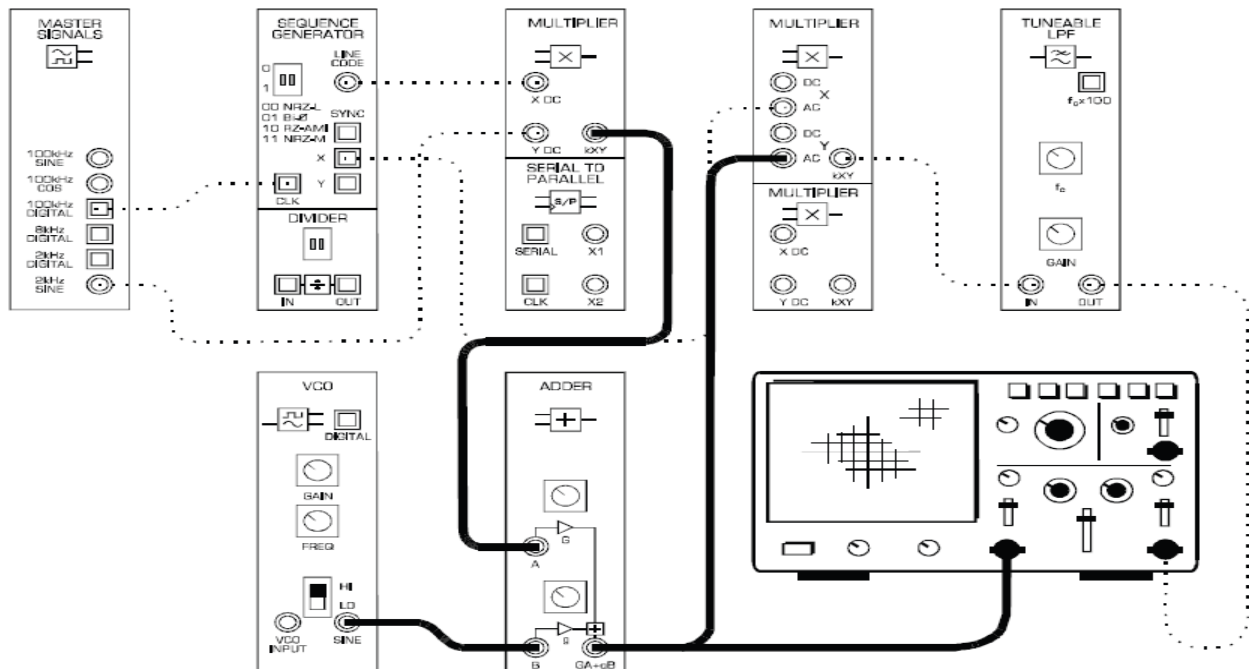 MASTER
SIGNALS
100kHz
SINE
100kHz
COS
100kHz
DIGITAL
8kHz
DIGITAL
2kHz
DIGITAL
2kHz
SINE
SEQUENCE
GENERATOR
LINE
CODE
0
1
00 NRZ-L
01 Bi-Ø
10 RZ-AMI
11 NRZ-M
SYNC
X
Y
CLK
DIVIDER
IN
÷
OUT
MULTIPLIER
X
X DC
Y DC
kXY
SERIAL TO
PARALLEL
S/P
SERIAL
X1
CLK
X2
MULTIPLIER
X
DC
X
AC
DC
Y
AC
kXY
MULTIPLIER
X
X DC
Y DC
kXY
TUNEABLE
LPF
fcx100
fc
GAIN
IN
OUT
VCO
DIGITAL
GAIN
FREQ
HI
LO
VCO
INPUT
SINE
ADDER
+
G
A
g
+
B
GA+gB